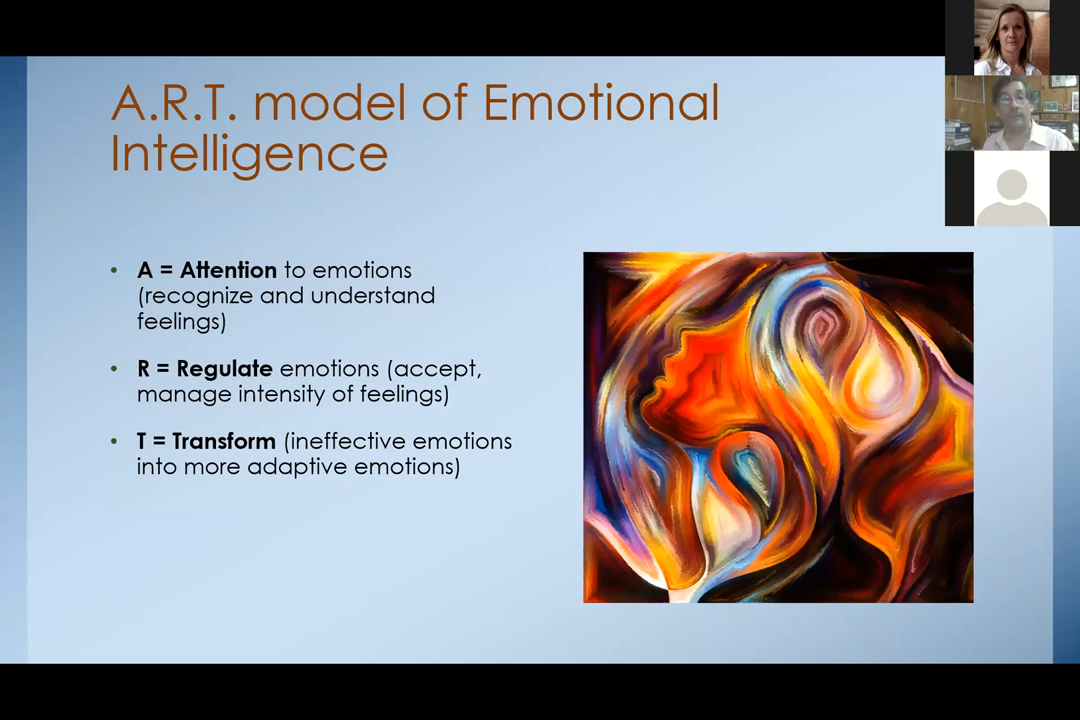 A.R.T. model of Emotional
Intelligence
• A = Attention to emotions
(recognize and understand
feelings)
• R = Regulate emotions (accept,
manage intensity of feelings)
• T = Transform (ineffective emotions
into more adaptive emotions)